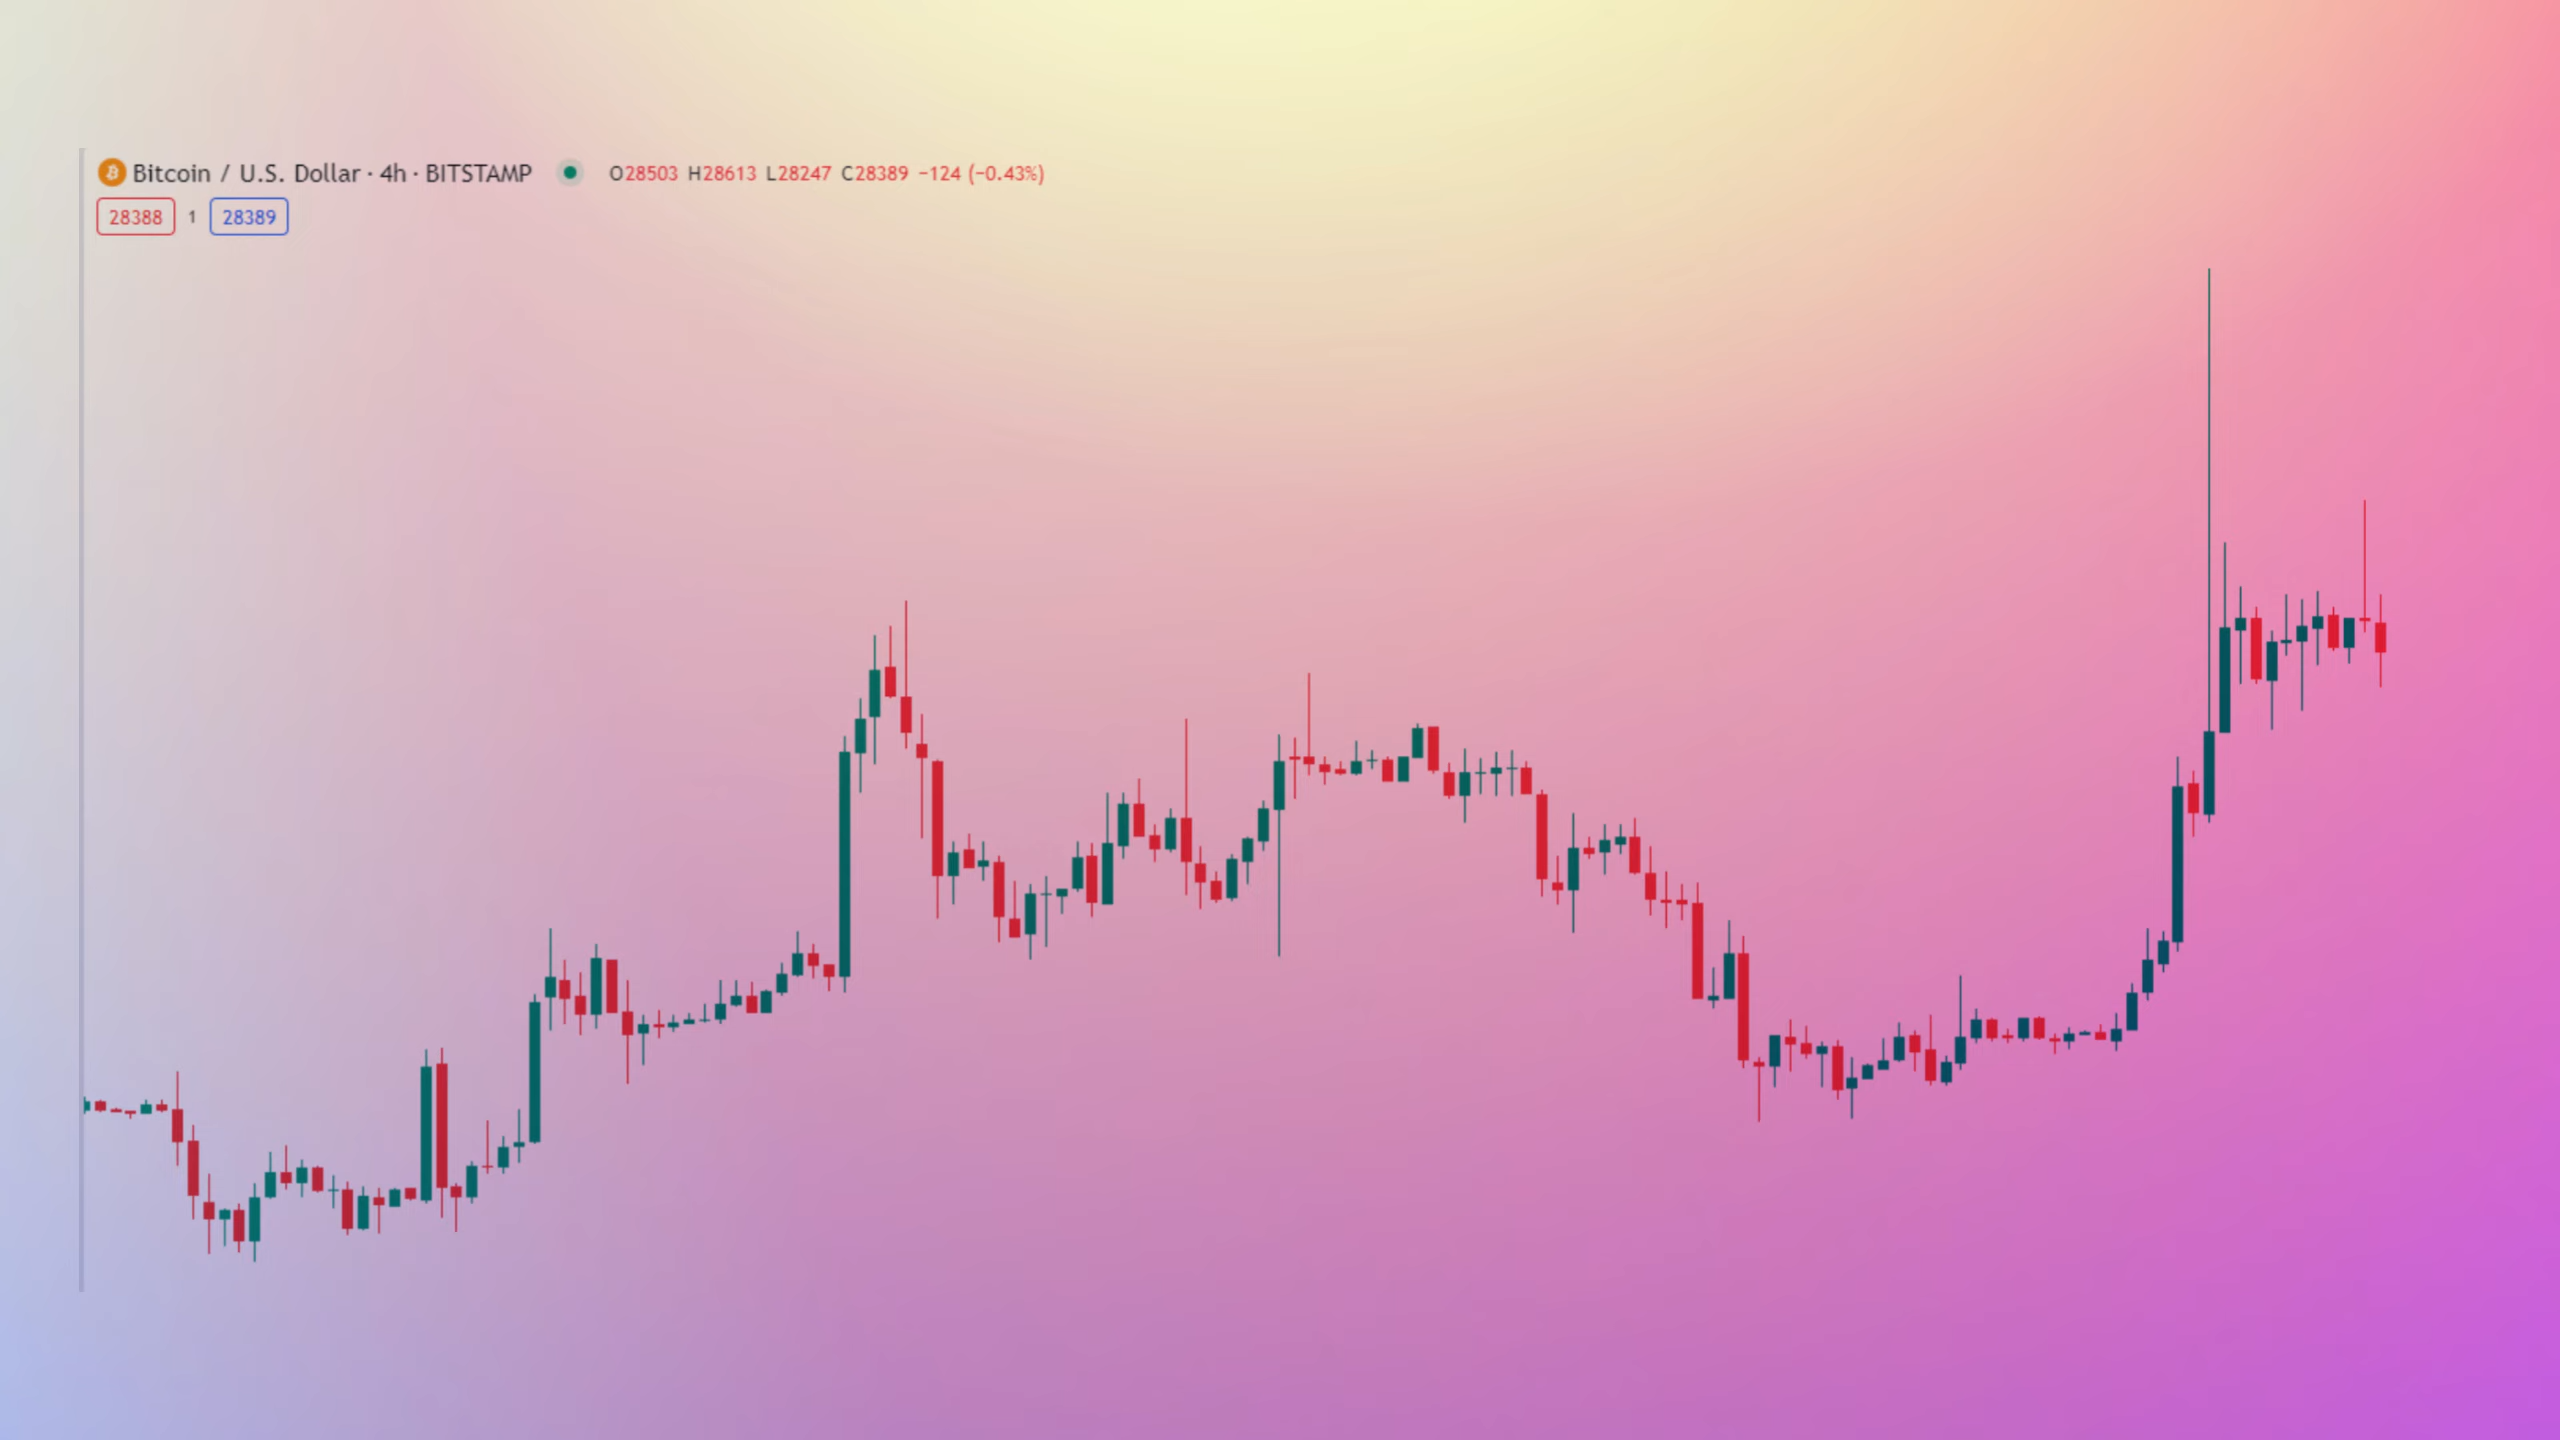 Bitcoin / U.S. Dollar · 4h · BITSTAMP O28503 H28613 L28247 C28389 −124 (−0.43%)
28388 1 28389